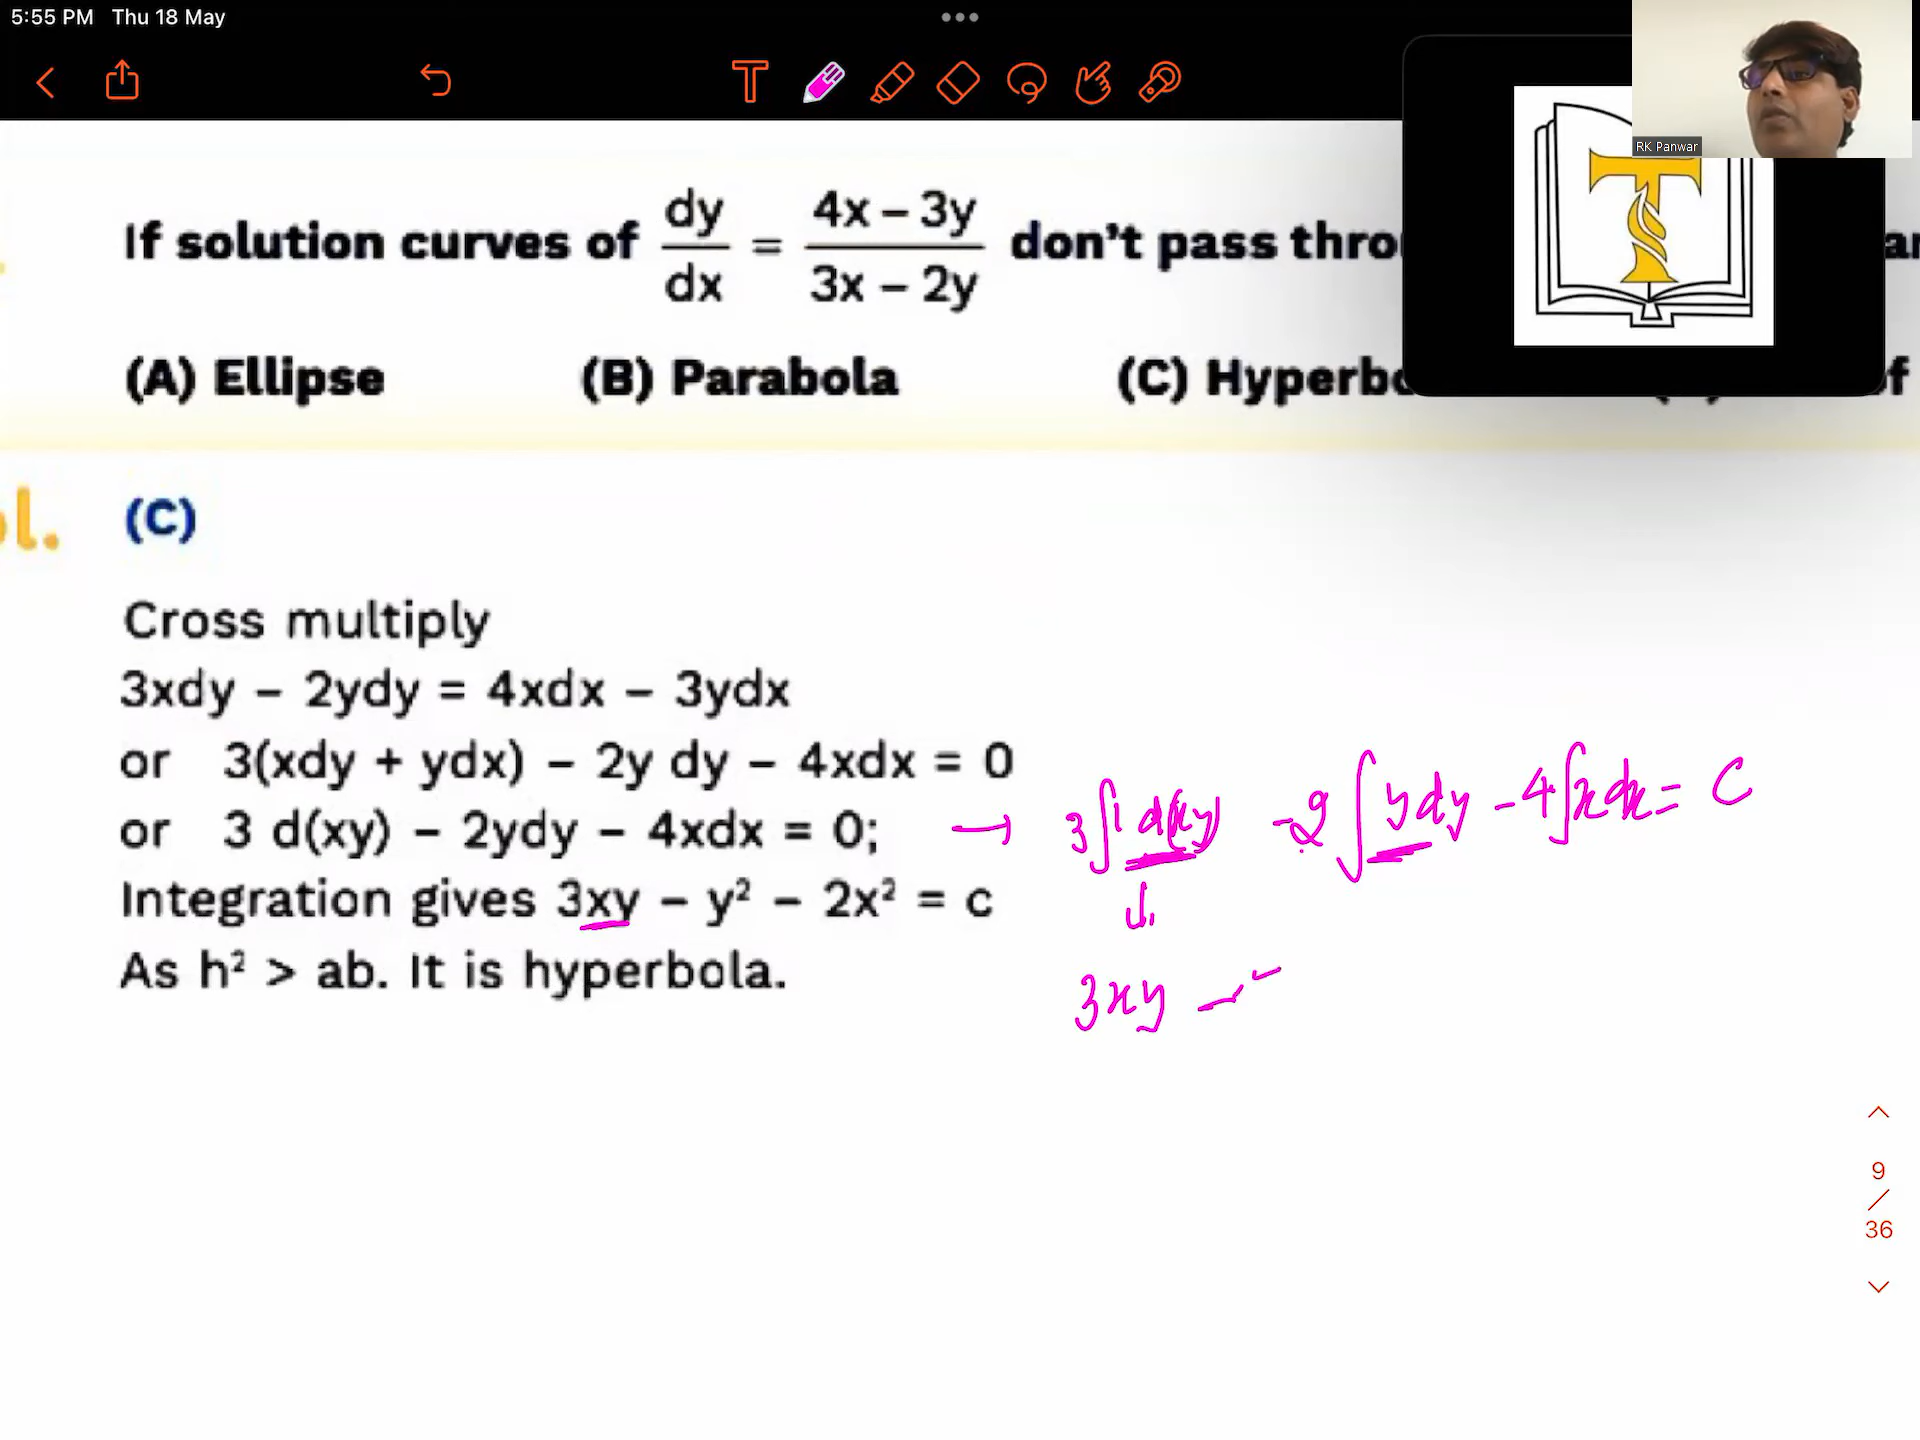 5:55 PM Thu 18 May
RK Panwar
If solution curves of dy/dx = 4x – 3y / 3x – 2y don't pass
(A) Ellipse (B) Parabola (C)
(C)
Cross multiply
3xdy – 2ydy = 4xdx – 3ydx
or 3(xdy + ydx) – 2y dy – 4xdx = 0
or 3 d(xy) – 2ydy – 4xdx = 0; → 3∫1 d(xy) -2∫ydy - 4∫xdx = C
Integration gives 3xy – y² – 2x² = c
As h² > ab. It is hyperbola.
3xy -
9
/
36